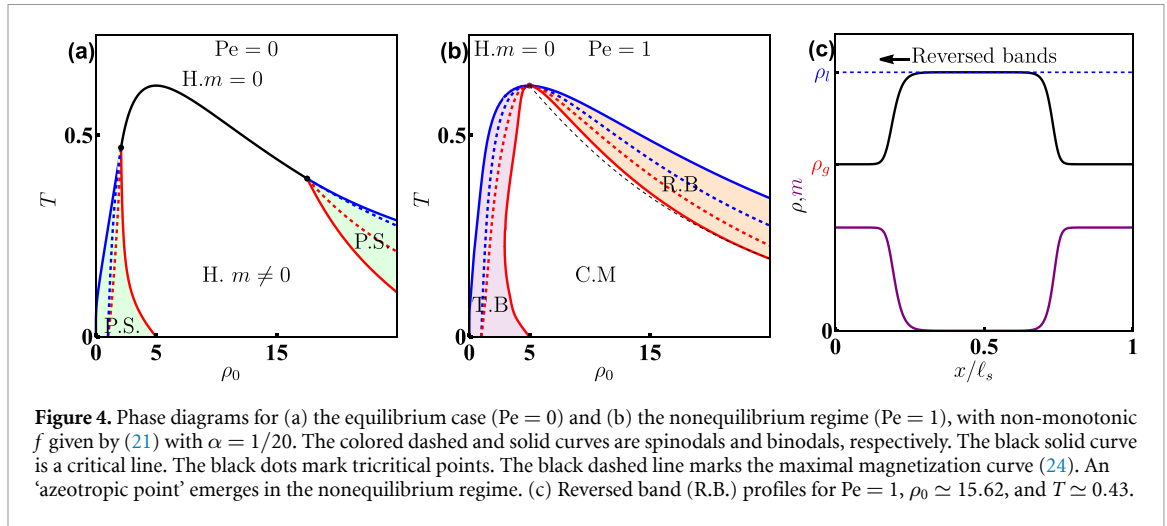 (a)
Pe = 0
H.m = 0
0.5
T
P.S.
H. m ≠ 0
P.S.
0
0
5
15
ρ₀
(b)
H.m = 0
Pe = 1
0.5
T
R.B
T.B
C.M
0
0
5
15
ρ₀
(c)
Reversed bands
ρₗ
ρ_g
ρ,m
0
0
0.5
1
x/ℓₛ
Figure 4. Phase diagrams for (a) the equilibrium case (Pe = 0) and (b) the nonequilibrium regime (Pe = 1), with non-monotonic
f given by (21) with α = 1/20. The colored dashed and solid curves are spinodals and binodals, respectively. The black solid curve
is a critical line. The black dots mark tricritical points. The black dashed line marks the maximal magnetization curve (24). An
‘azeotropic point’ emerges in the nonequilibrium regime. (c) Reversed band (R.B.) profiles for Pe = 1, ρ₀ ≃ 15.62, and T ≃ 0.43.